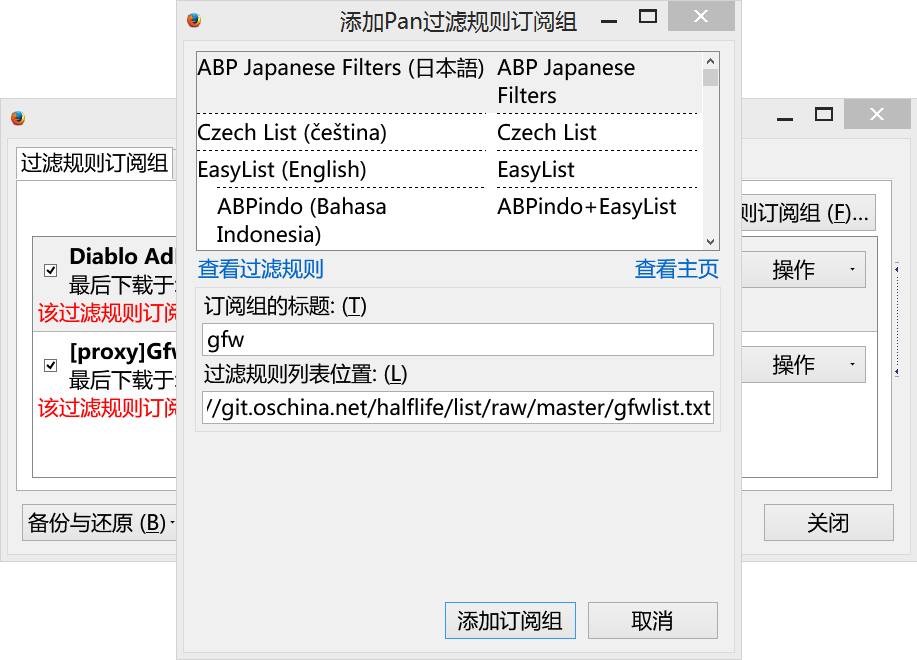 添加Pan过滤规则订阅组
ABP Japanese Filters (日本語) ABP Japanese
Filters
Czech List (čeština) Czech List
EasyList (English) EasyList
ABPindo (Bahasa ABPindo+EasyList
Indonesia)
查看过滤规则 查看主页
订阅组的标题: (T)
gfw
过滤规则列表位置: (L)
//git.oschina.net/halflife/list/raw/master/gfwlist.txt
添加订阅组 取消
过滤规则订阅组
则订阅组 (F)...
Diablo Ad
最后下载于 操作
该过滤规则订阅
[proxy]Gfw
最后下载于 操作
该过滤规则订阅
备份与还原 (B) 关闭